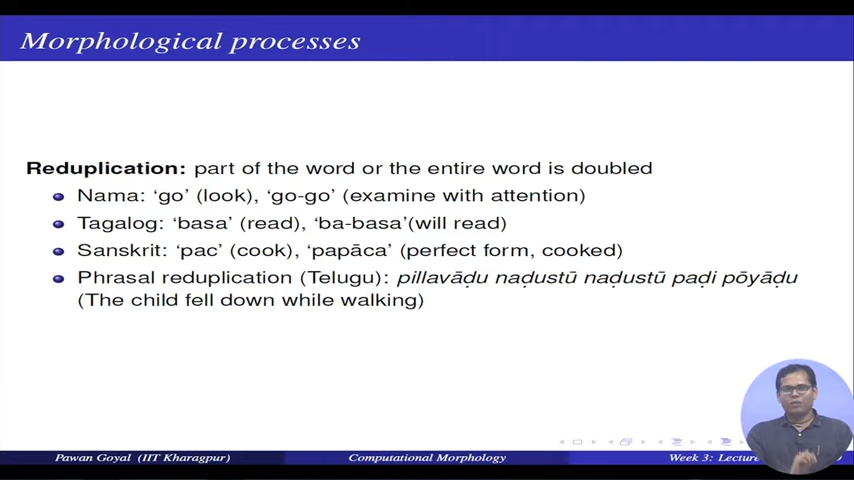 Morphological processes
Reduplication: part of the word or the entire word is doubled
Nama: ‘go’ (look), ‘go-go’ (examine with attention)
Tagalog: ‘basa’ (read), ‘ba-basa’(will read)
Sanskrit: ‘pac’ (cook), ‘papāca’ (perfect form, cooked)
Phrasal reduplication (Telugu): pillavāḍu naḍustū naḍustū paḍi pōyāḍu
(The child fell down while walking)
Pawan Goyal (IIT Kharagpur) Computational Morphology Week 3: Lecture